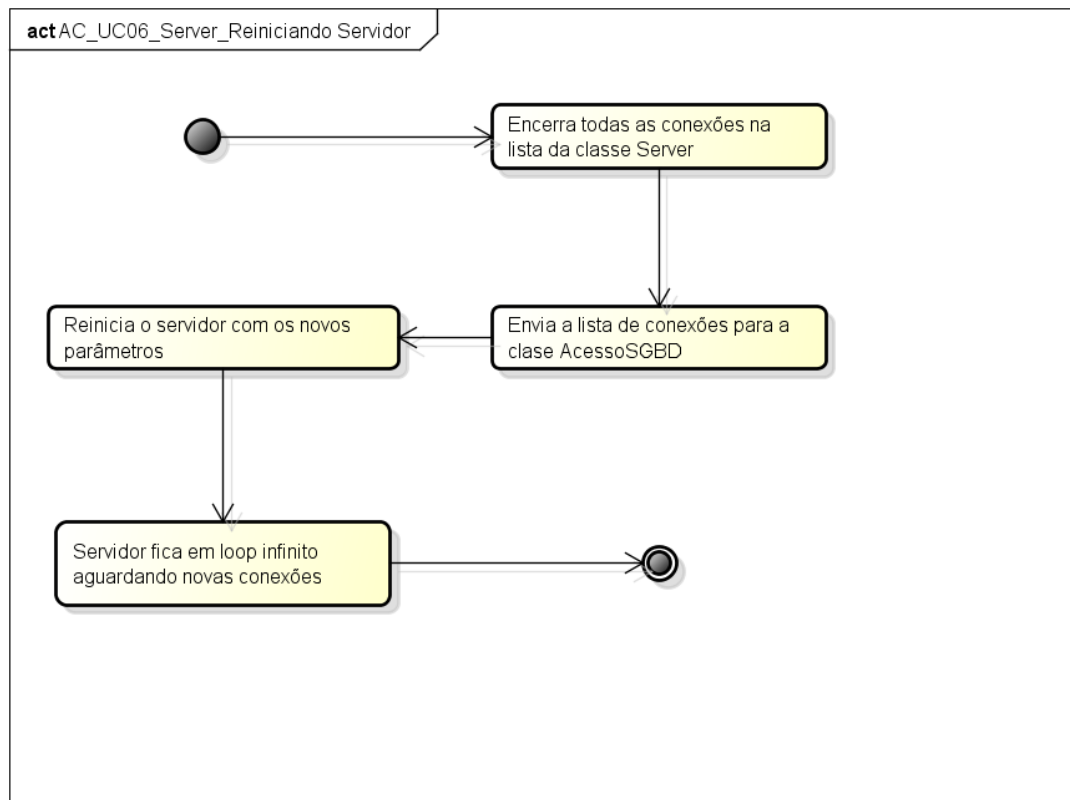 act AC_UC06_Server_Reiniciando Servidor
Encerra todas as conexões na
lista da classe Server
Envia a lista de conexões para a
clase AcessoSGBD
Reinicia o servidor com os novos
parâmetros
Servidor fica em loop infinito
aguardando novas conexões